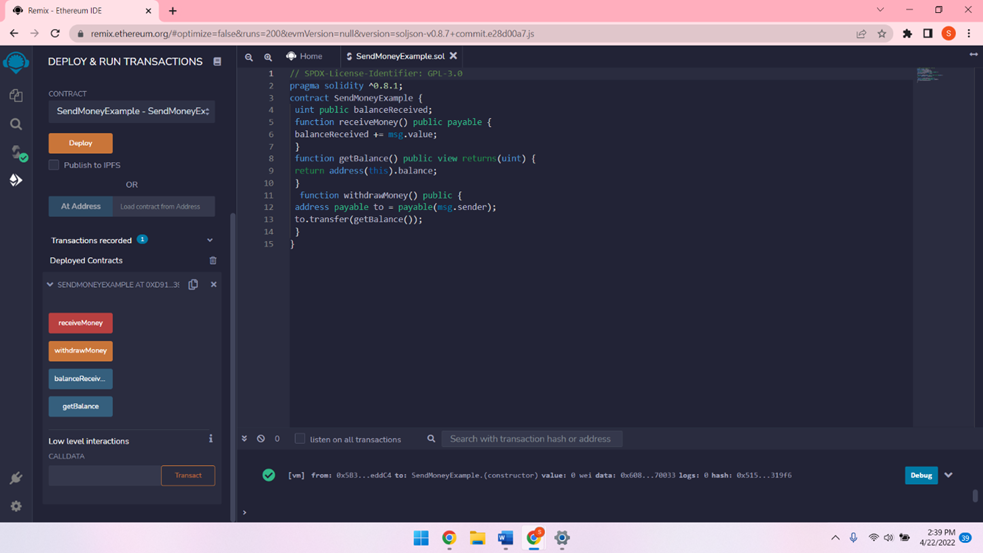 Remix - Ethereum IDE
remix.ethereum.org/#optimize=false&runs=200&evmVersion=null&version=soljson-v0.8.7+commit.e28d00a7.js
S
DEPLOY & RUN TRANSACTIONS
CONTRACT
SendMoneyExample - SendMoneyEx
Deploy
Publish to IPFS
OR
At Address
Load contract from Address
Transactions recorded 1
Deployed Contracts
SENDMONEYEXAMPLE AT 0XD91...39
receiveMoney
withdrawMoney
balanceReceiv...
getBalance
Low level interactions
CALLDATA
Transact
Home
SendMoneyExample.sol
1 // SPDX-License-Identifier: GPL-3.0
2 pragma solidity ^0.8.1;
3 contract SendMoneyExample {
4 uint public balanceReceived;
5 function receiveMoney() public payable {
6 balanceReceived += msg.value;
7 }
8 function getBalance() public view returns(uint) {
9 return address(this).balance;
10 }
11 function withdrawMoney() public {
12 address payable to = payable(msg.sender);
13 to.transfer(getBalance());
14 }
15 }
0
listen on all transactions
Search with transaction hash or address
[vm] from: 0x5B3...eddC4 to: SendMoneyExample.(constructor) value: 0 wei data: 0x608...70033 logs: 0 hash: 0x515...319f6
Debug
>
2:39 PM
4/22/2022
39